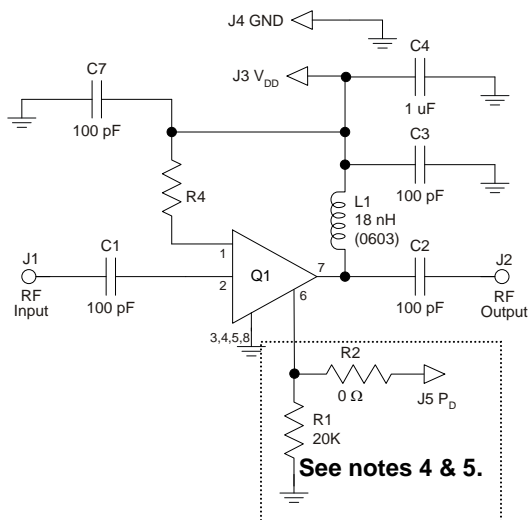 J4 GND
C4
J3 VDD
1 uF
C7
100 pF
C3
100 pF
R4
L1
18 nH
(0603)
J1
RF
Input
C1
100 pF
1
2
Q1
7
6
3,4,5,8
C2
100 pF
J2
RF
Output
R2
0 Ω
J5 PD
R1
20K
See notes 4 & 5.